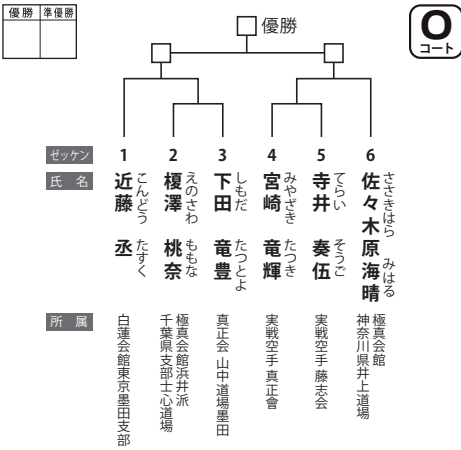 優勝 準優勝
優勝
O
コート
ゼッケン 1 2 3 4 5 6
氏 名
近藤 丞
こんどう たすく
榎澤 桃奈
えのさわ ももな
下田 竜豊
しもだ たつとよ
宮崎 竜輝
みやざき たつき
寺井 奏伍
てらい そうご
佐々木原 海晴
ささきはら みはる
所 属
白蓮会館東京墨田支部
極真会館浜井派
千葉県支部士心道場
真正会 山中道場墨田
実戦空手 真正會
実戦空手 藤志会
極真会館
神奈川県井上道場